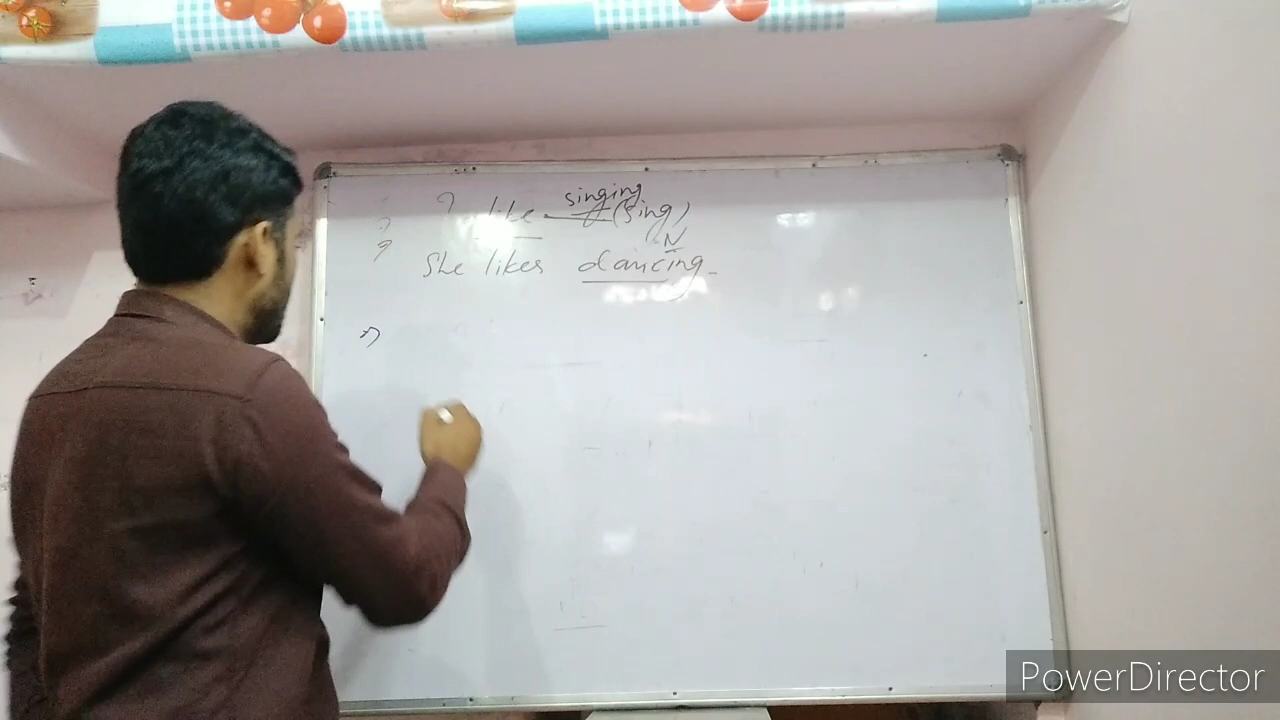 singing
I like (sing)
N
She likes dancing.
PowerDirector